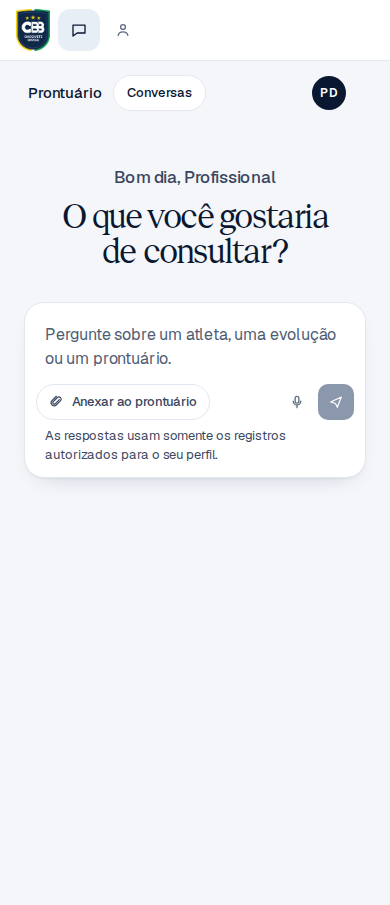 CBB
Prontuário
Conversas
PD
Bom dia, Profissional
O que você gostaria
de consultar?
Pergunte sobre um atleta, uma evolução
ou um prontuário.
Anexar ao prontuário
As respostas usam somente os registros
autorizados para o seu perfil.